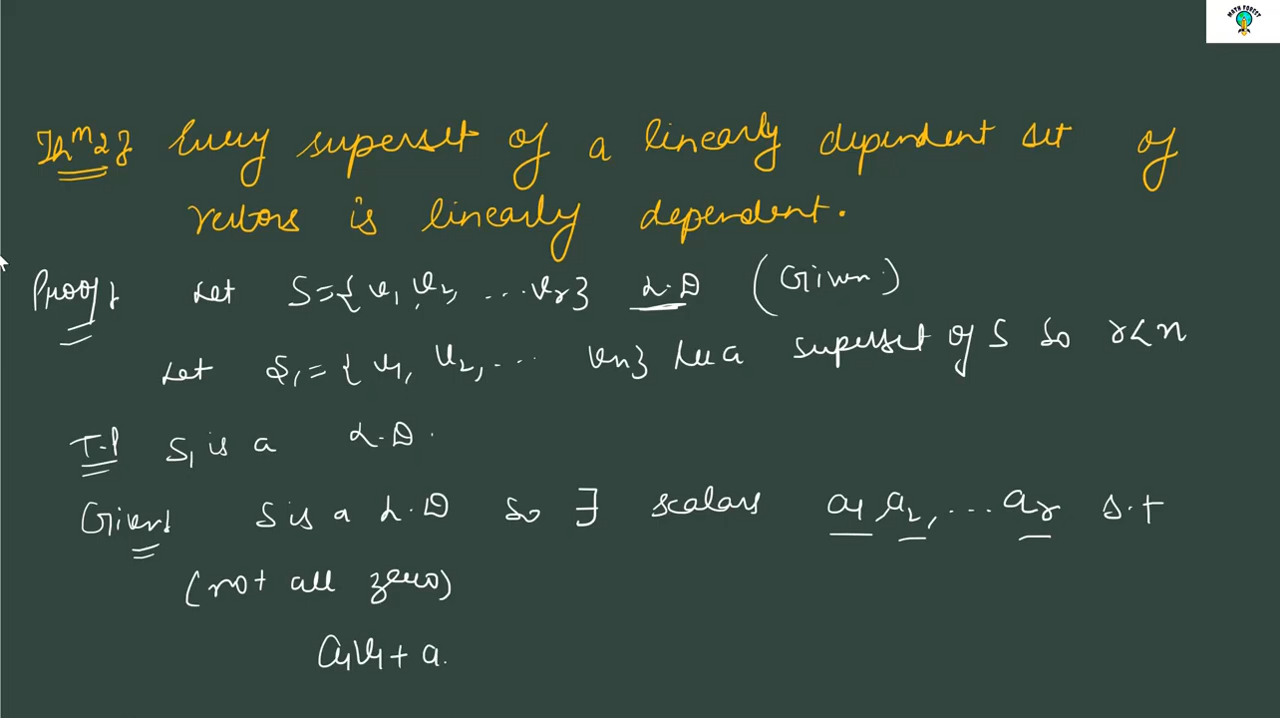 MATH FOREST
Thm 2} Every superset of a linearly dependent set of
vectors is linearly dependent.
Proof: Let S={v1, v2, ...vr} L.D (Given)
Let S1={v1, v2, ... vn} be a superset of S so r<n
T.P S1 is a L.D.
Given: S is a L.D so ∃ scalars a1, a2, ... ar s.t
(not all zero)
a1v1+ a.